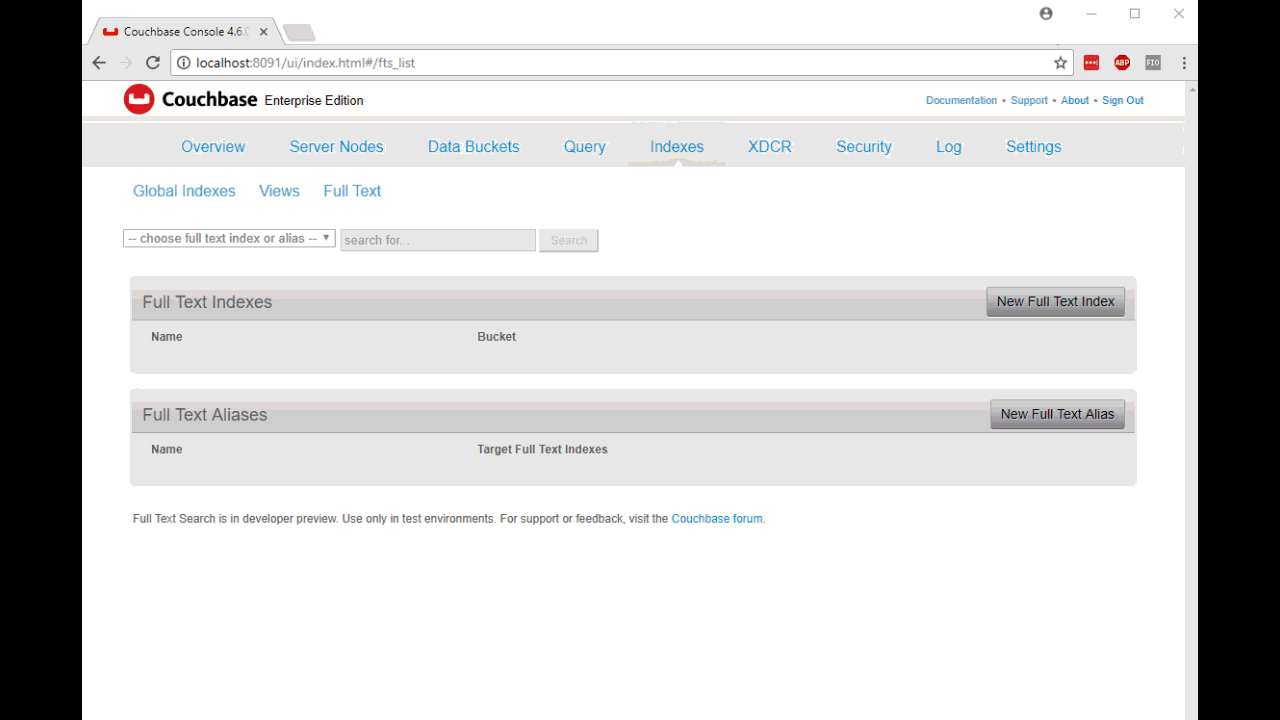 Couchbase Console 4.6.0
localhost:8091/ui/index.html#/fts_list
ABP
FIO
Couchbase Enterprise Edition
Documentation • Support • About • Sign Out
Overview Server Nodes Data Buckets Query Indexes XDCR Security Log Settings
Global Indexes Views Full Text
-- choose full text index or alias -- search for... Search
Full Text Indexes New Full Text Index
Name Bucket
Full Text Aliases New Full Text Alias
Name Target Full Text Indexes
Full Text Search is in developer preview. Use only in test environments. For support or feedback, visit the Couchbase forum.